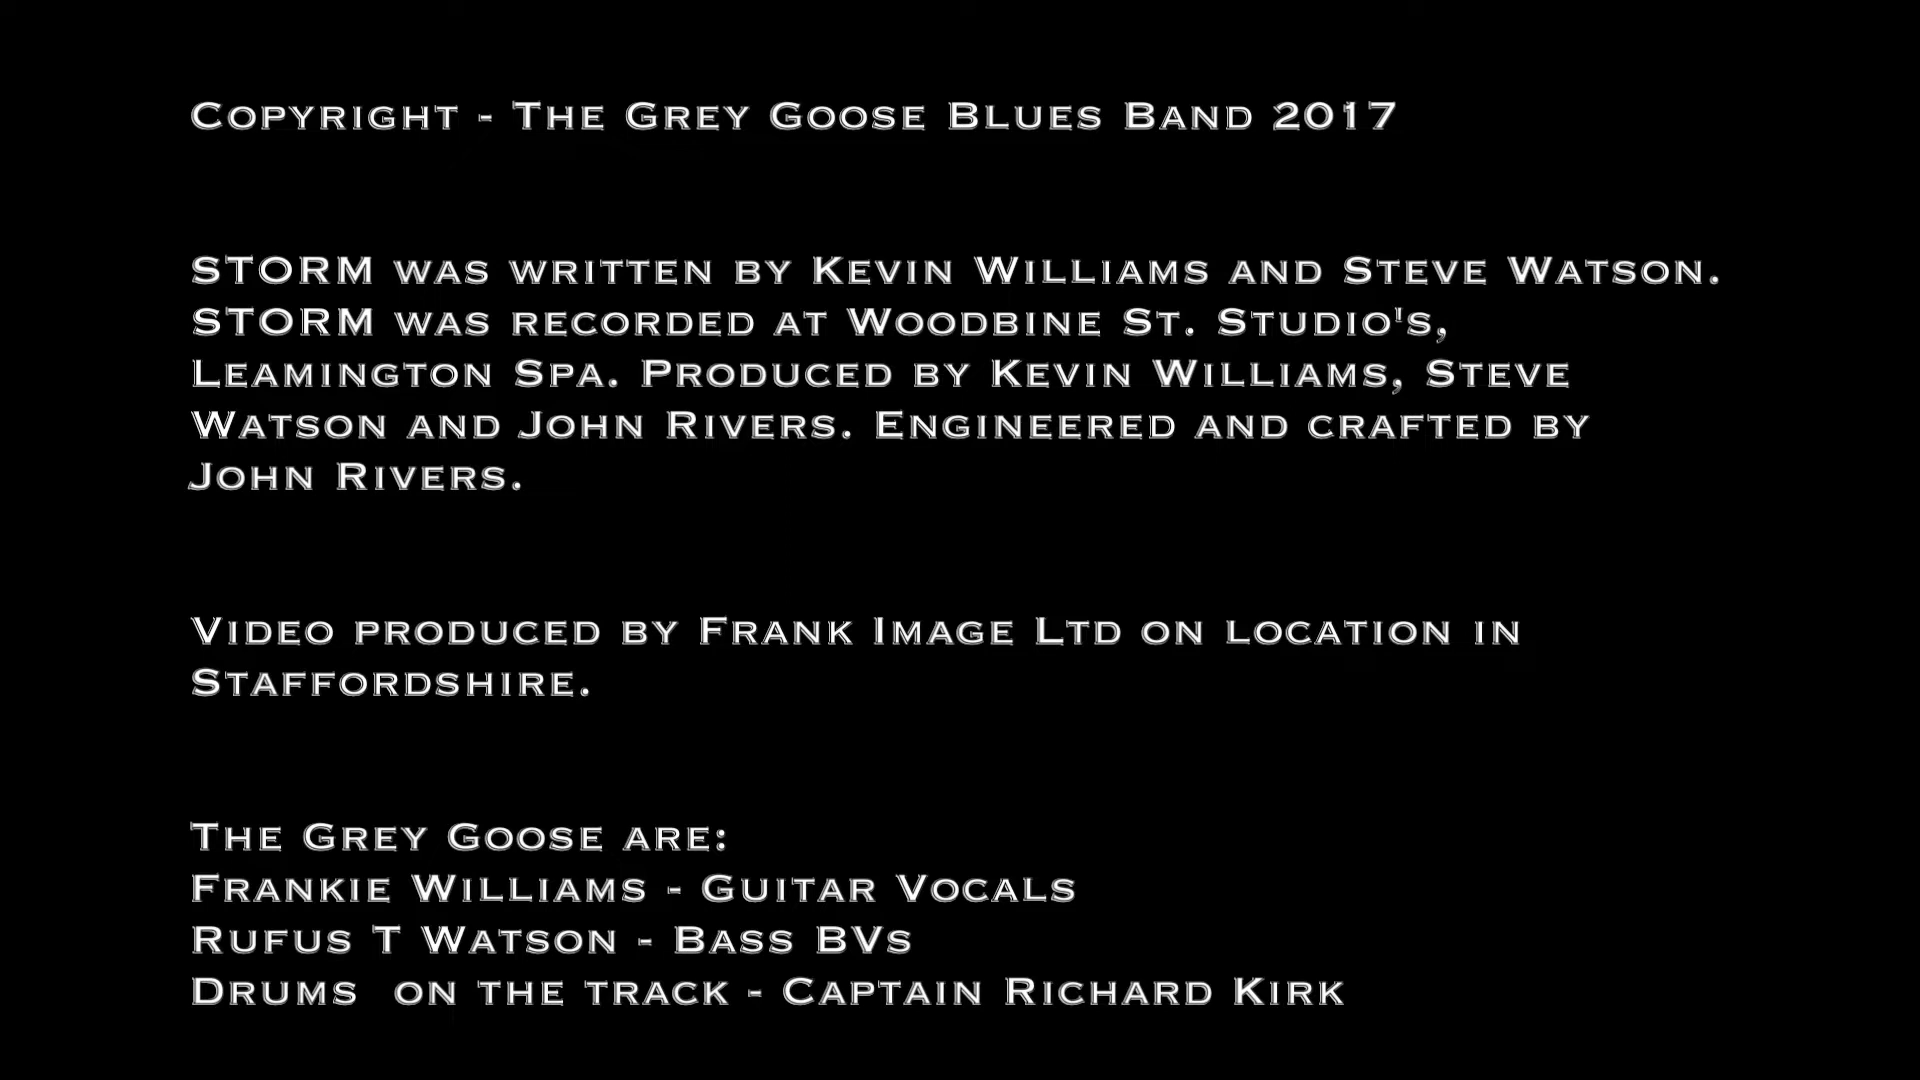 Copyright - The Grey Goose Blues Band 2017
STORM was written by Kevin Williams and Steve Watson.
STORM was recorded at Woodbine St. Studio's,
Leamington Spa. Produced by Kevin Williams, Steve
Watson and John Rivers. Engineered and crafted by
John Rivers.
Video produced by Frank Image Ltd on location in
Staffordshire.
The Grey Goose are:
Frankie Williams - Guitar Vocals
Rufus T Watson - Bass BVs
Drums  on the track - Captain Richard Kirk